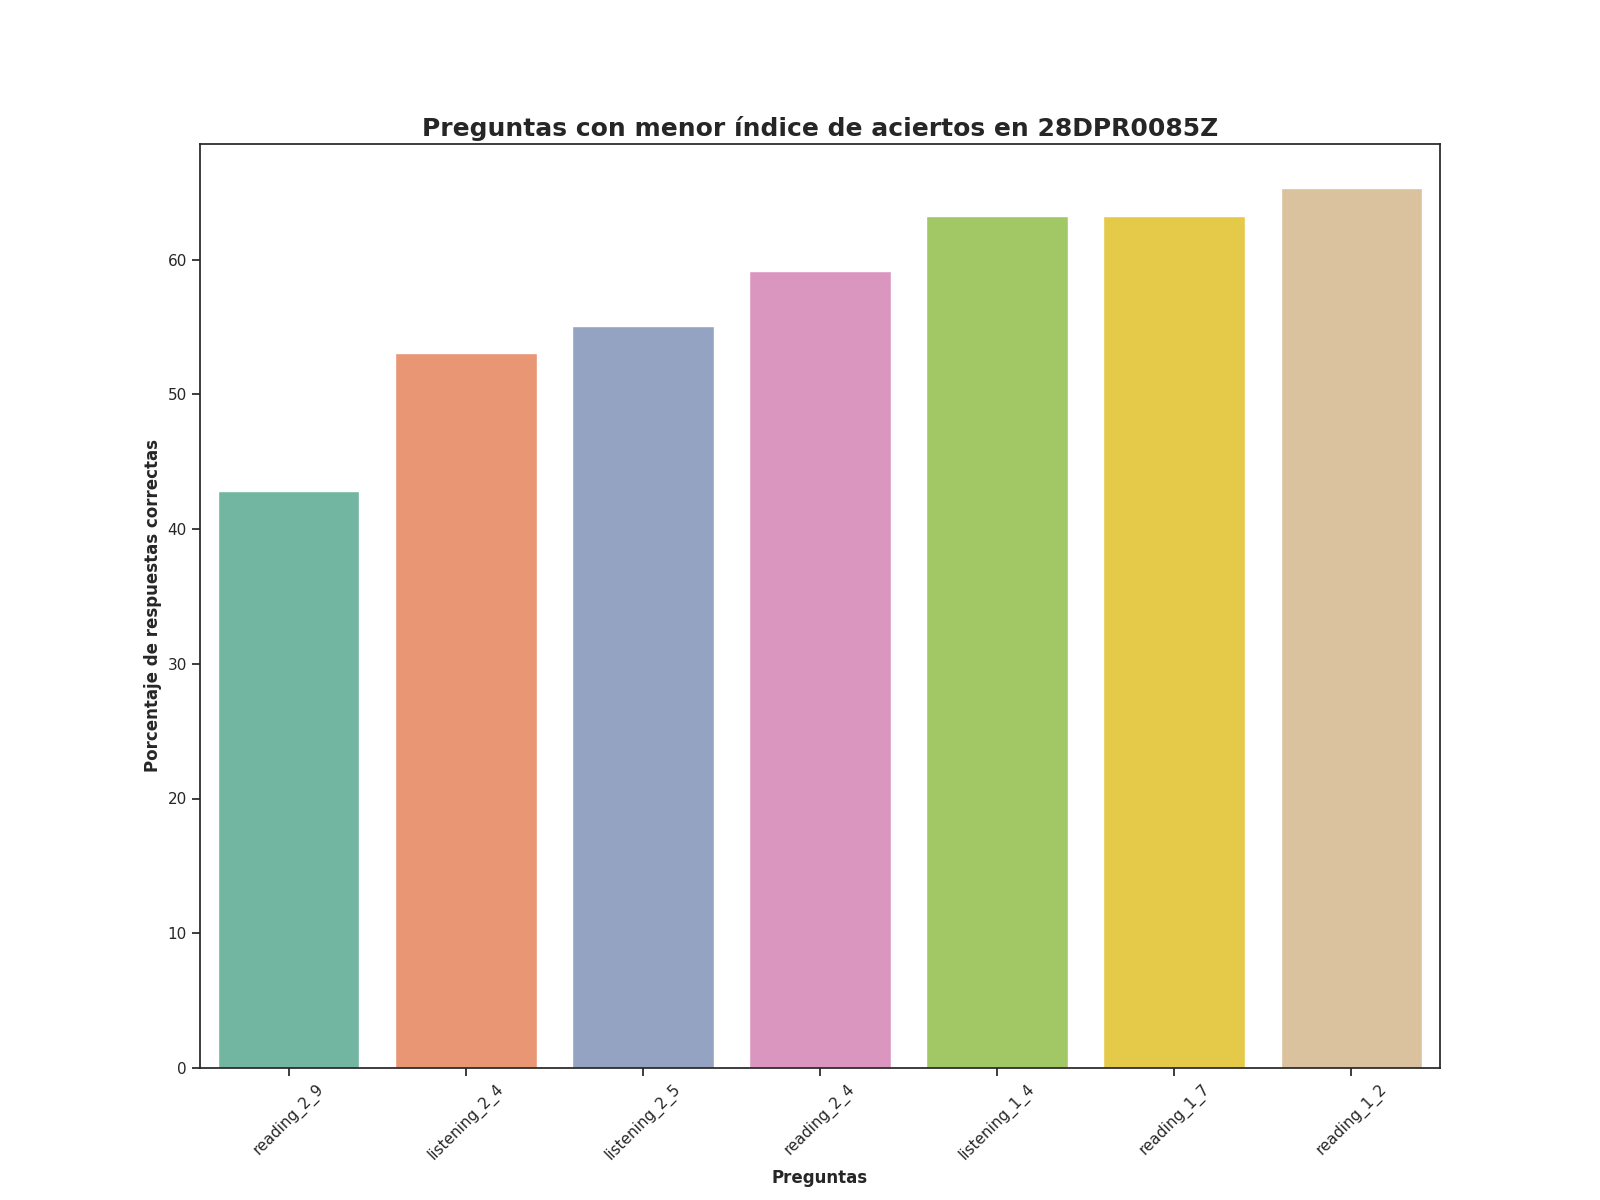 Preguntas con menor índice de aciertos en 28DPR0085Z
Porcentaje de respuestas correctas
60
50
40
30
20
10
0
reading_2_9
listening_2_4
listening_2_5
reading_2_4
listening_1_4
reading_1_7
reading_1_2
Preguntas